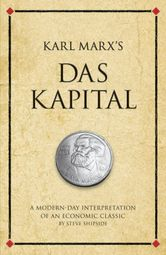 KARL MARX'S
DAS KAPITAL
A MODERN-DAY INTERPRETATION
OF AN ECONOMIC CLASSIC
BY STEVE SHIPSIDE